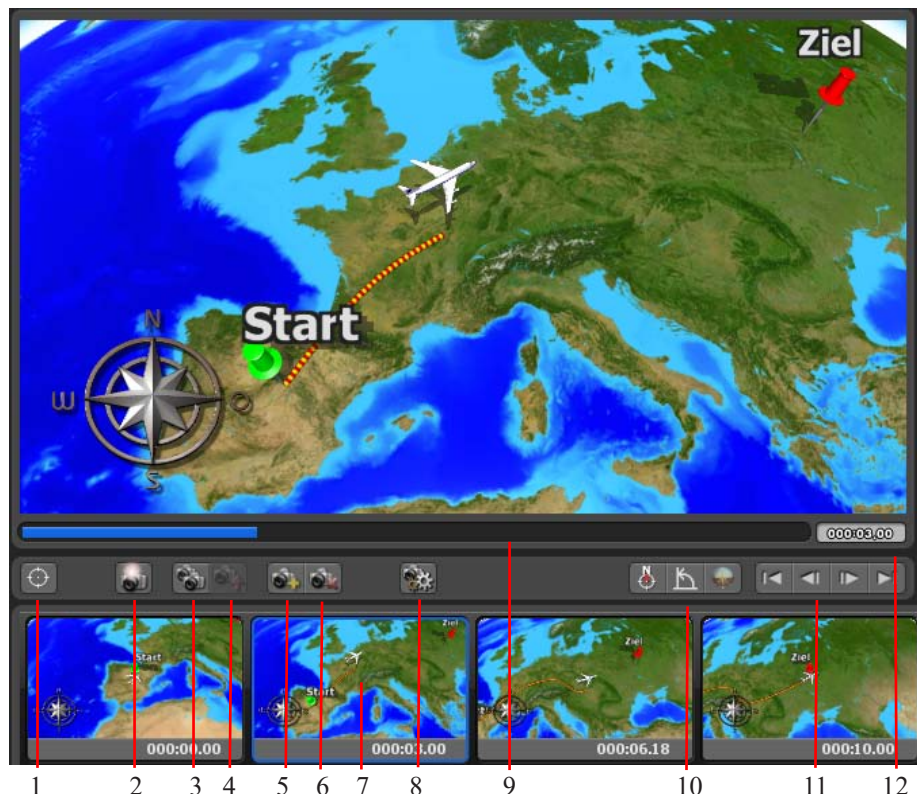 Ziel
Start
N
W
O
S
000:03,00
N
Start
000:00.00
Ziel
Start
000:03.00
Ziel
000:06.18
Ziel
000:10.00
1 2 3 4 5 6 7 8 9 10 11 12